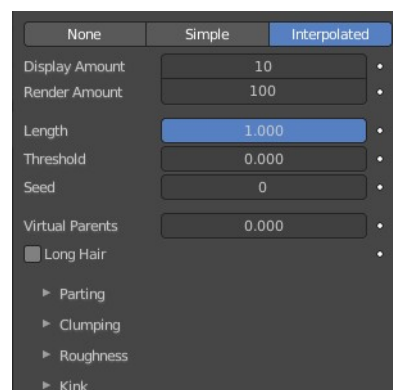 None Simple Interpolated
Display Amount 10
Render Amount 100
Length 1.000
Threshold 0.000
Seed 0
Virtual Parents 0.000
Long Hair
Parting
Clumping
Roughness
Kink